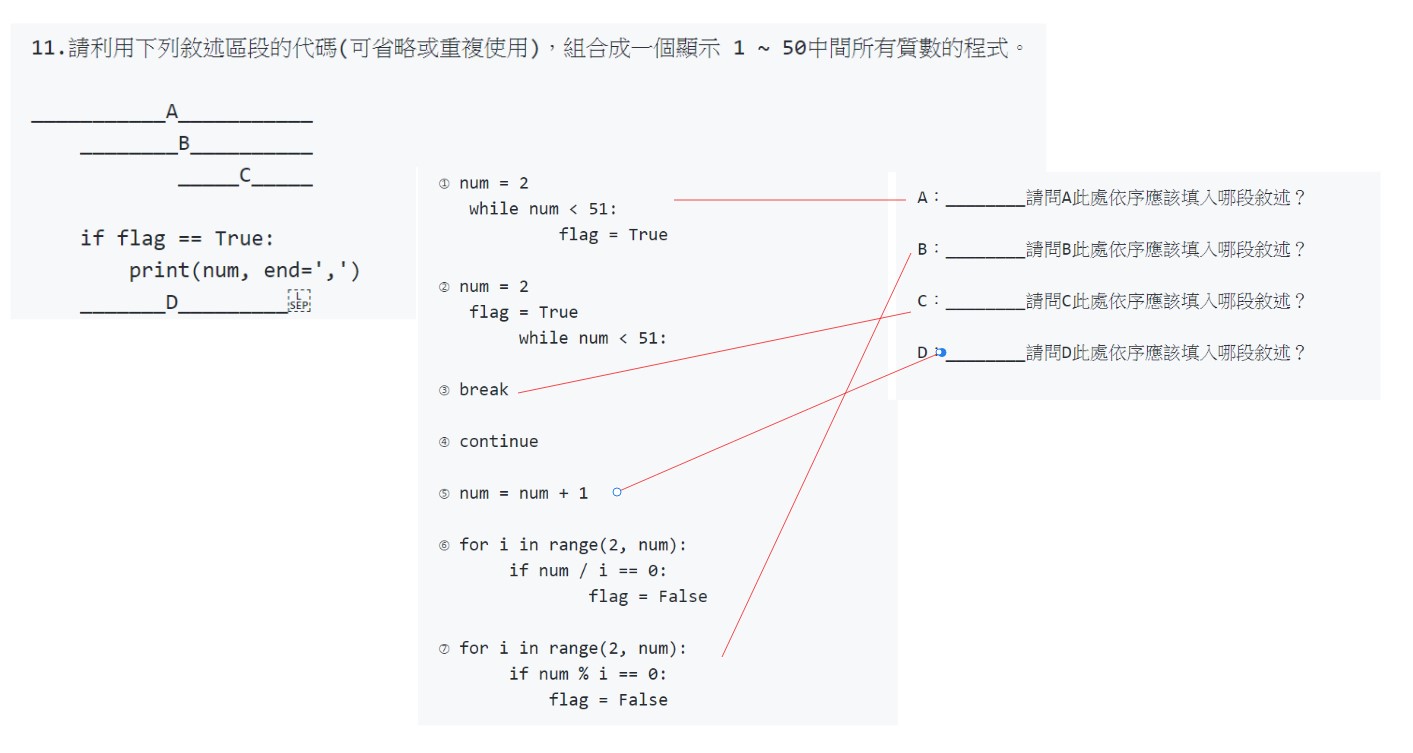 11.請利用下列敘述區段的代碼(可省略或重複使用)，組合成一個顯示 1 ~ 50中間所有質數的程式。
___________A___________
________B__________
_____C_____
if flag == True:
print(num, end=',')
_______D_________
L SEP
① num = 2
while num < 51:
flag = True
② num = 2
flag = True
while num < 51:
③ break
④ continue
⑤ num = num + 1
⑥ for i in range(2, num):
if num / i == 0:
flag = False
⑦ for i in range(2, num):
if num % i == 0:
flag = False
A：________請問A此處依序應該填入哪段敘述？
B：________請問B此處依序應該填入哪段敘述？
C：________請問C此處依序應該填入哪段敘述？
D：________請問D此處依序應該填入哪段敘述？